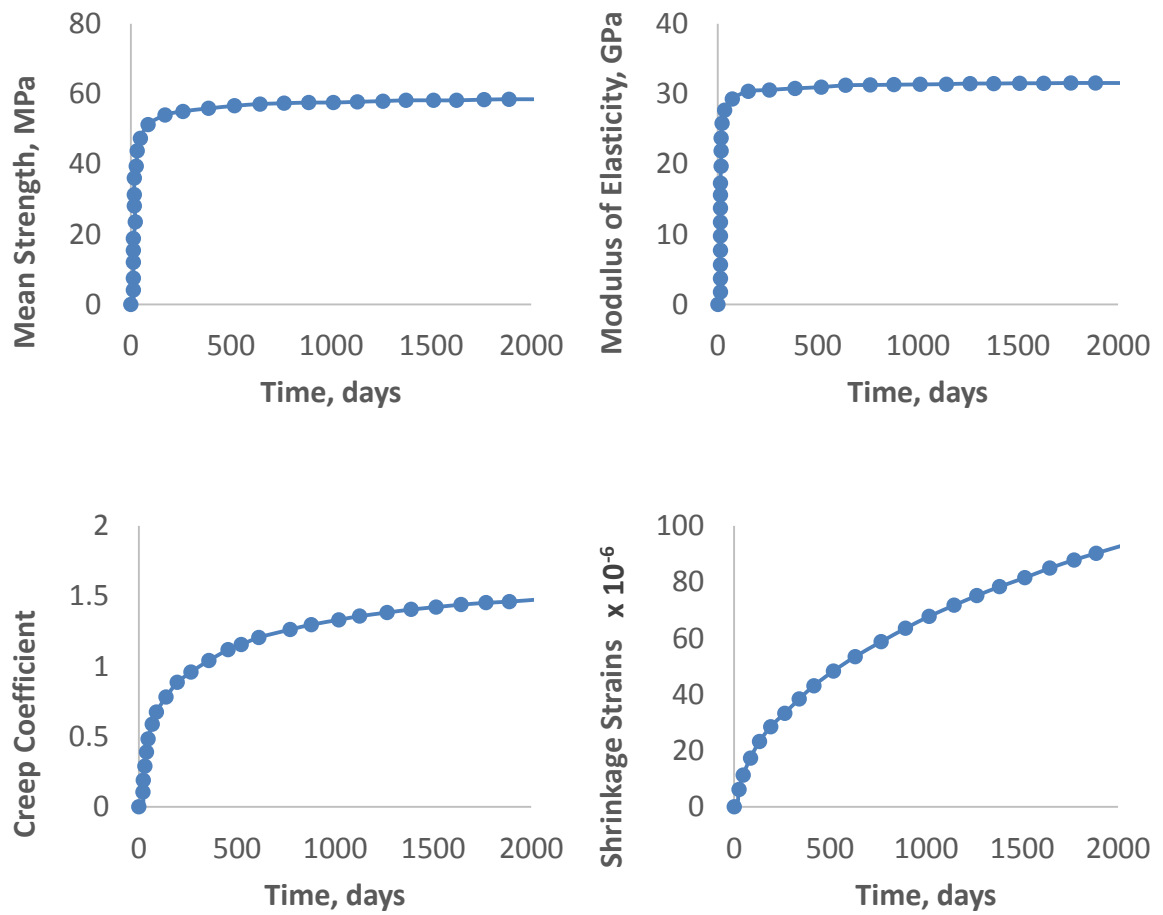 Mean Strength, MPa
80
60
40
20
0
0 500 1000 1500 2000
Time, days
Modulus of Elasticity, GPa
40
30
20
10
0
0 500 1000 1500 2000
Time, days
Creep Coefficient
2
1.5
1
0.5
0
0 500 1000 1500 2000
Time, days
Shrinkage Strains x 10⁻⁶
100
80
60
40
20
0
0 500 1000 1500 2000
Time, days